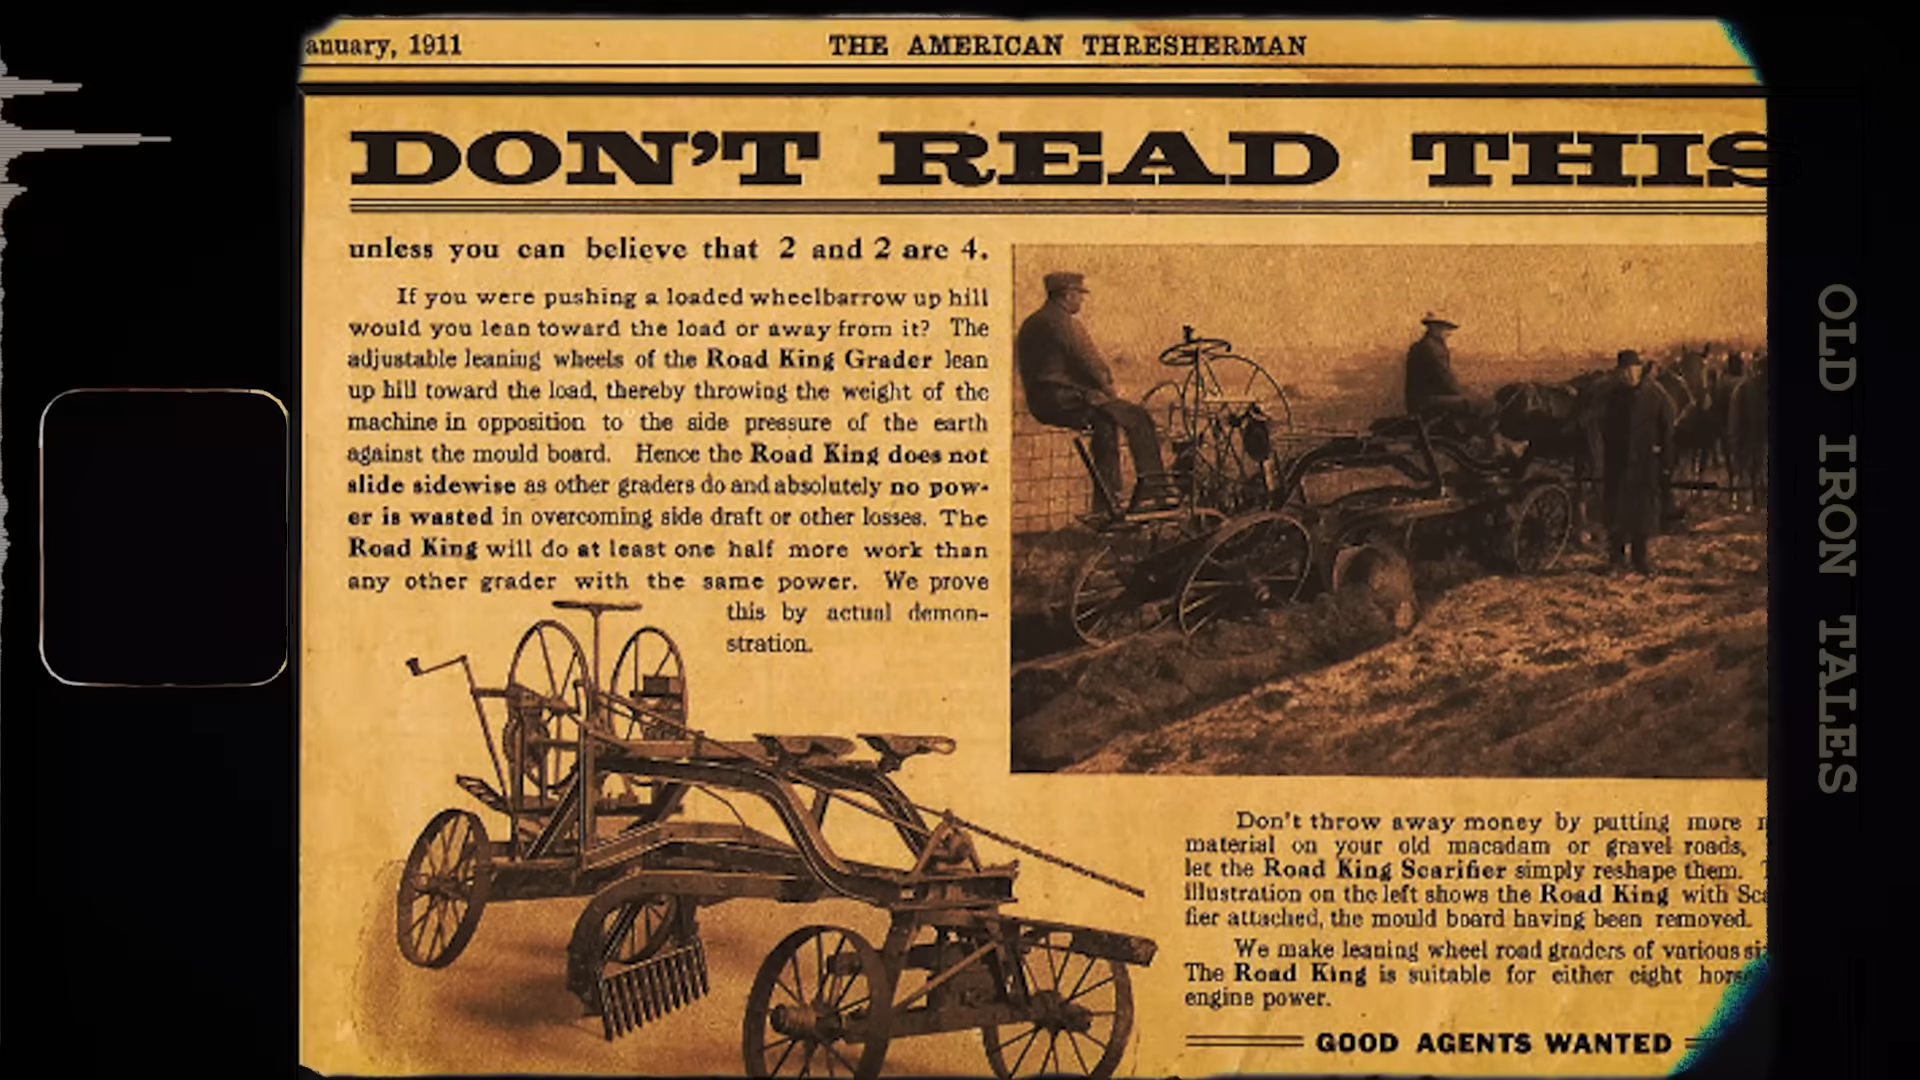 anuary, 1911
THE AMERICAN THRESHERMAN
DON'T READ THIS
unless you can believe that 2 and 2 are 4.
If you were pushing a loaded wheelbarrow up hill
would you lean toward the load or away from it? The
adjustable leaning wheels of the Road King Grader lean
up hill toward the load, thereby throwing the weight of the
machine in opposition to the side pressure of the earth
against the mould board. Hence the Road King does not
slide sidewise as other graders do and absolutely no pow-
er is wasted in overcoming side draft or other losses. The
Road King will do at least one half more work than
any other grader with the same power. We prove
this by actual demon-
stration.
Don't throw away money by putting more
material on your old macadam or gravel roads,
let the Road King Scarifier simply reshape them.
illustration on the left shows the Road King with
fier attached, the mould board having been removed.
We make leaning wheel road graders of various
The Road King is suitable for either eight
engine power.
GOOD AGENTS WANTED
OLD IRON TALES